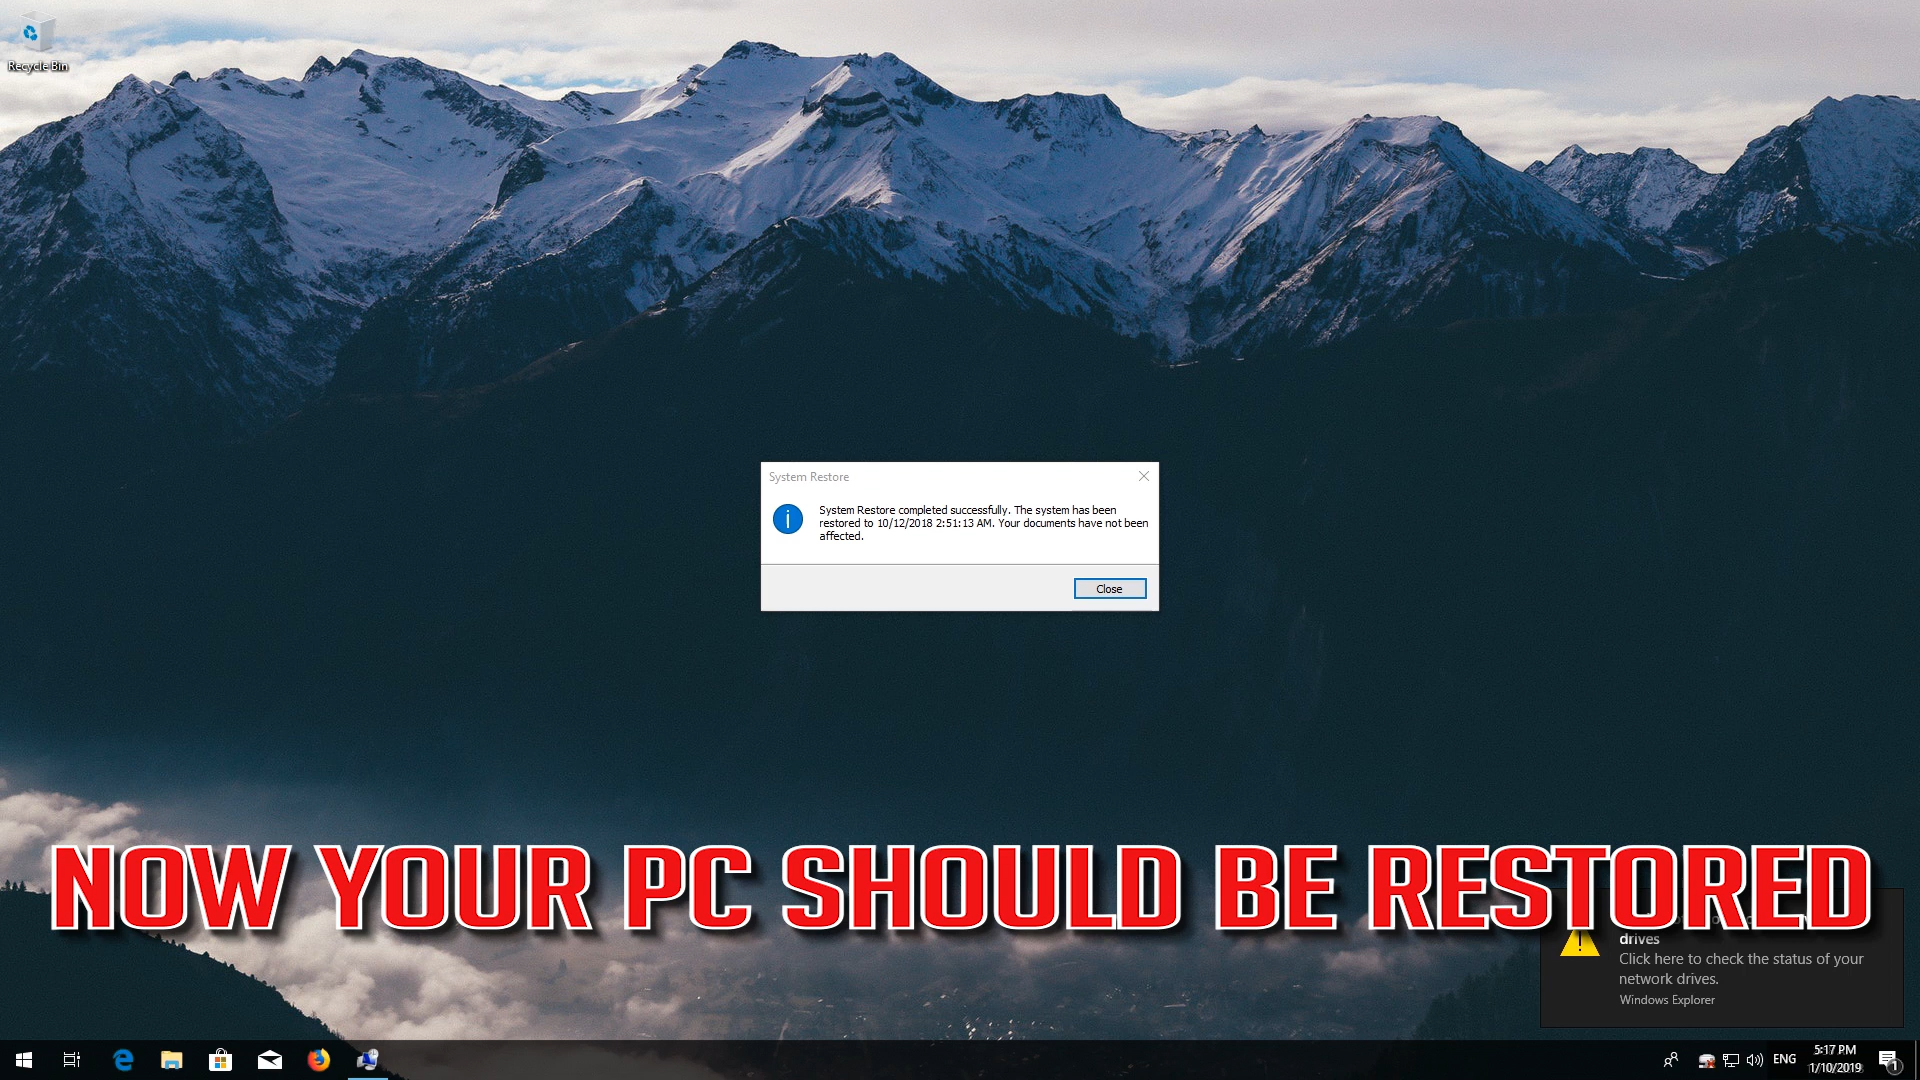 Recycle Bin
System Restore
System Restore completed successfully. The system has been
restored to 10/12/2018 2:51:13 AM. Your documents have not been
affected.
Close
NOW YOUR PC SHOULD BE RESTORED
drives
Click here to check the status of your
network drives.
Windows Explorer
ENG
5:17 PM
1/10/2019
1